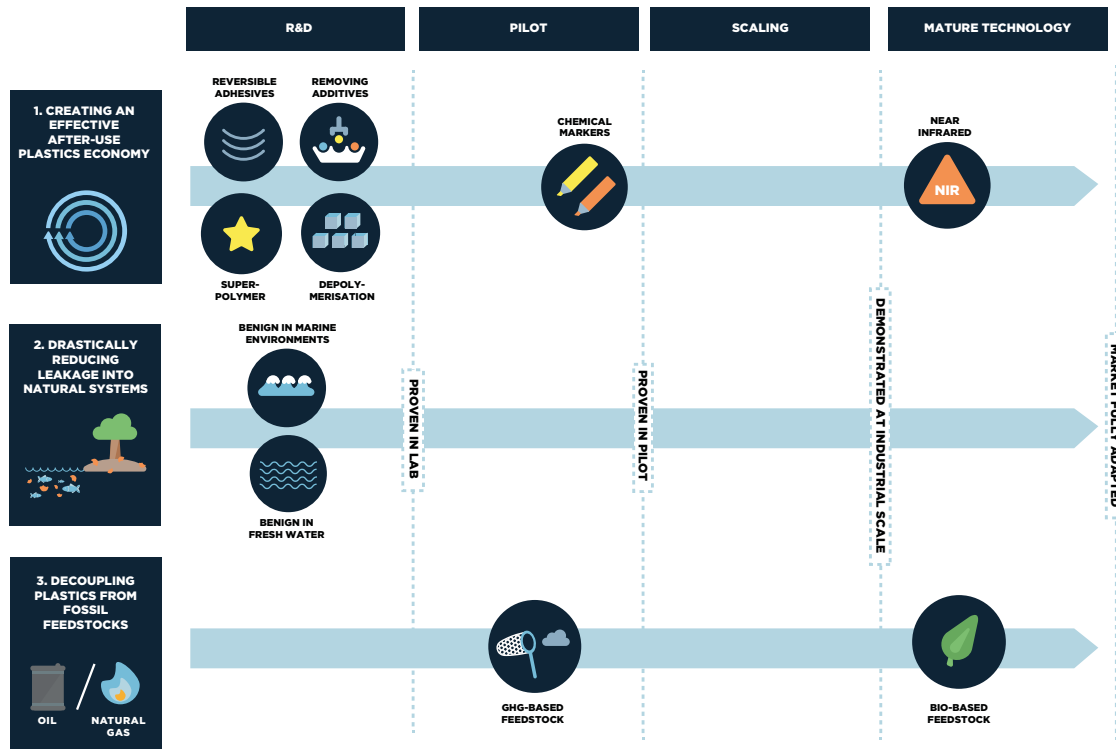 R&D
PILOT
SCALING
MATURE TECHNOLOGY
1. CREATING AN
EFFECTIVE
AFTER-USE
PLASTICS ECONOMY
REVERSIBLE
ADHESIVES
REMOVING
ADDITIVES
SUPER-
POLYMER
DEPOLY-
MERISATION
CHEMICAL
MARKERS
NEAR
INFRARED
NIR
2. DRASTICALLY
REDUCING
LEAKAGE INTO
NATURAL SYSTEMS
BENIGN IN MARINE
ENVIRONMENTS
BENIGN IN
FRESH WATER
PROVEN IN LAB
PROVEN IN PILOT
DEMONSTRATED AT INDUSTRIAL SCALE
MARKET FULLY ADAPTED
3. DECOUPLING
PLASTICS FROM
FOSSIL
FEEDSTOCKS
OIL
NATURAL
GAS
GHG-BASED
FEEDSTOCK
BIO-BASED
FEEDSTOCK